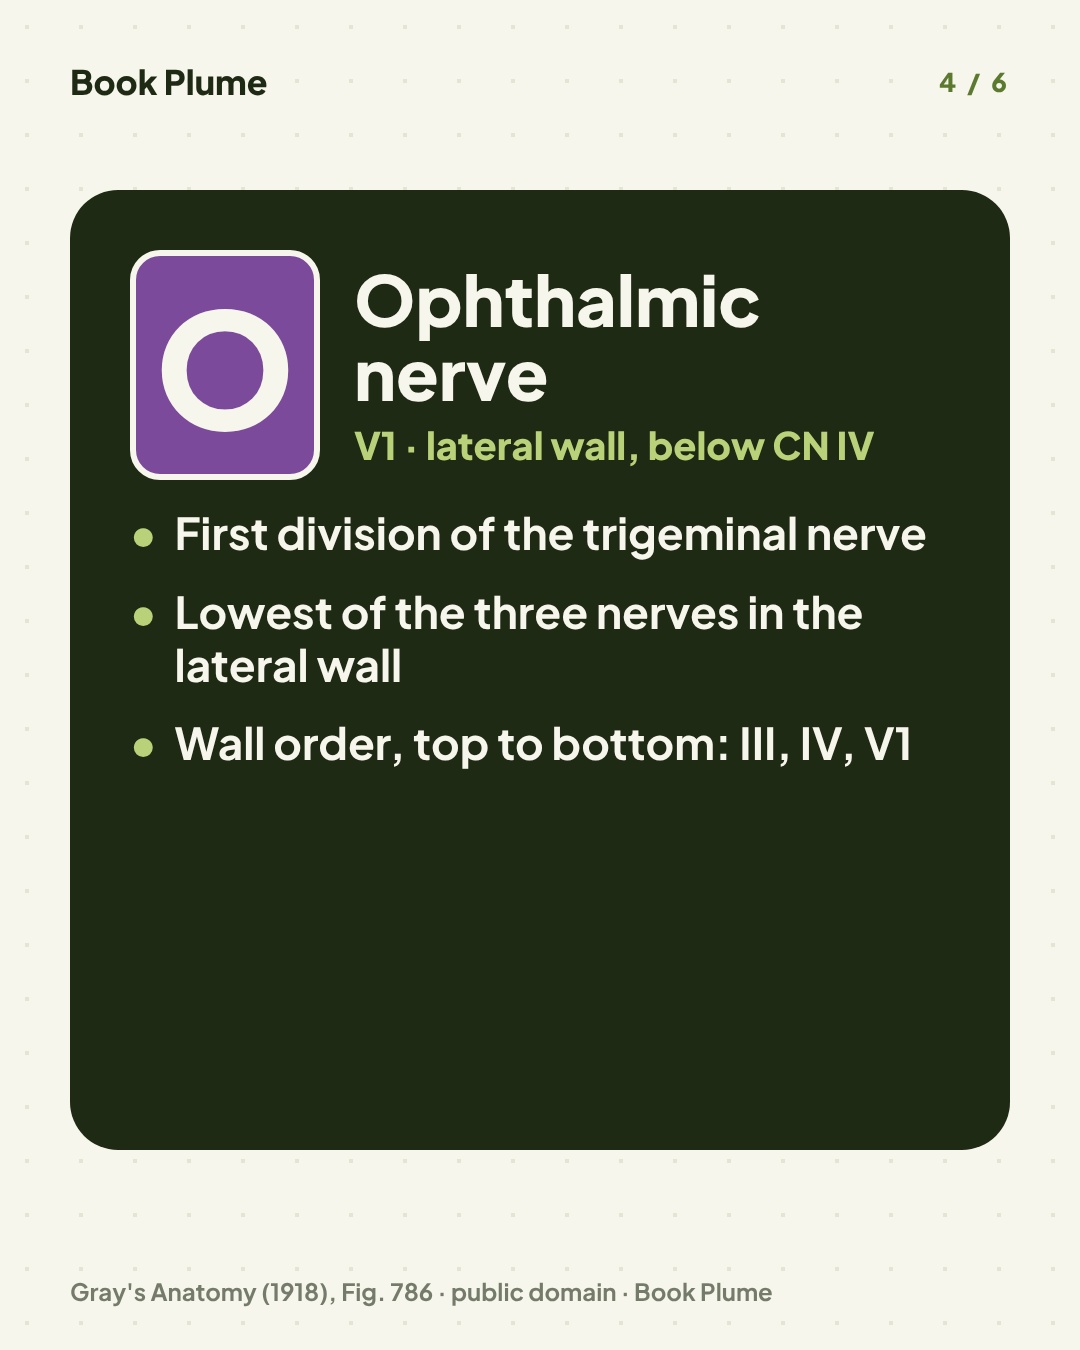 Book Plume
4 / 6
O
Ophthalmic
nerve
V1 · lateral wall, below CN IV
● First division of the trigeminal nerve
● Lowest of the three nerves in the
lateral wall
● Wall order, top to bottom: III, IV, V1
Gray's Anatomy (1918), Fig. 786 · public domain · Book Plume